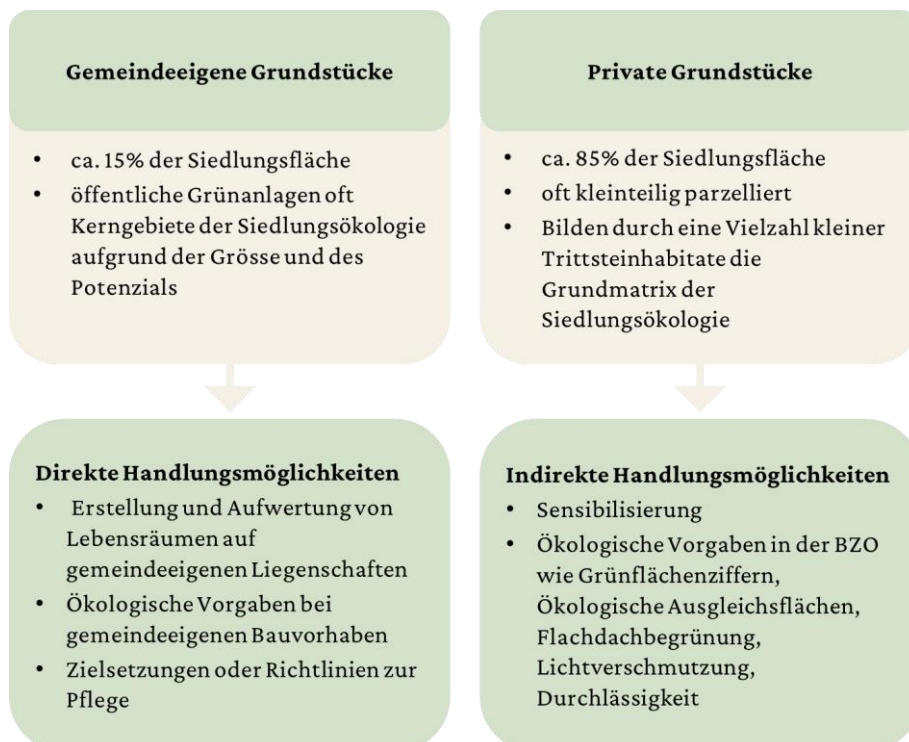 Gemeindeeigene Grundstücke
• ca. 15% der Siedlungsfläche
• öffentliche Grünanlagen oft
Kerngebiete der Siedlungsökologie
aufgrund der Grösse und des
Potenzials
Direkte Handlungsmöglichkeiten
• Erstellung und Aufwertung von
Lebensräumen auf
gemeindeeigenen Liegenschaften
• Ökologische Vorgaben bei
gemeindeeigenen Bauvorhaben
• Zielsetzungen oder Richtlinien zur
Pflege
Private Grundstücke
• ca. 85% der Siedlungsfläche
• oft kleinteilig parzelliert
• Bilden durch eine Vielzahl kleiner
Trittsteinhabitate die
Grundmatrix der
Siedlungsökologie
Indirekte Handlungsmöglichkeiten
• Sensibilisierung
• Ökologische Vorgaben in der BZO
wie Grünflächenziffern,
Ökologische Ausgleichsflächen,
Flachdachbegrünung,
Lichtverschmutzung,
Durchlässigkeit